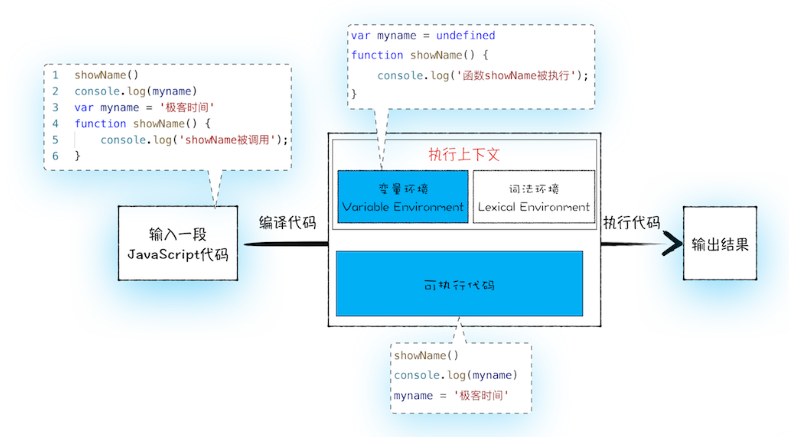 var myname = undefined
function showName() {
console.log('函数showName被执行');
}
1 showName()
2 console.log(myname)
3 var myname = '极客时间'
4 function showName() {
5 console.log('showName被调用');
6 }
执行上下文
变量环境
Variable Environment
词法环境
Lexical Environment
输入一段
JavaScript代码
编译代码
执行代码
输出结果
可执行代码
showName()
console.log(myname)
myname = '极客时间'